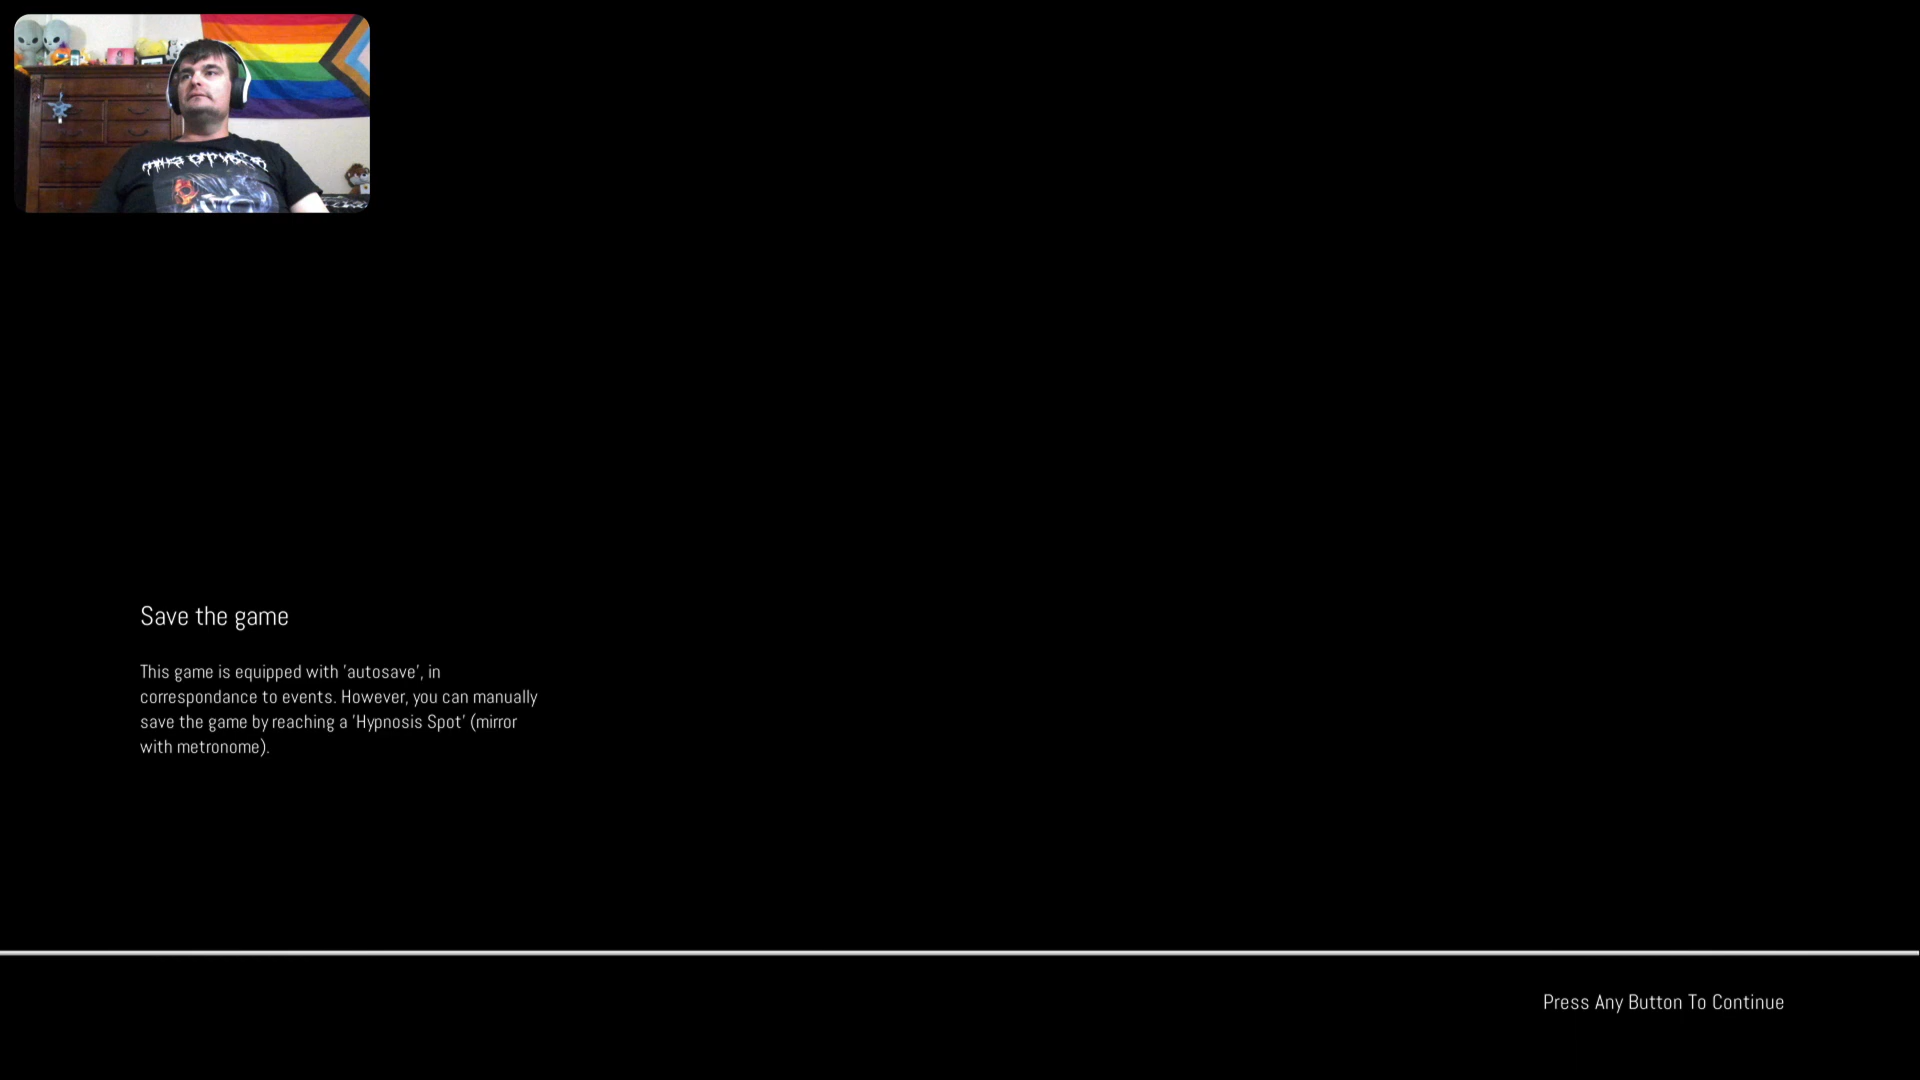 Save the game
This game is equipped with 'autosave', in
correspondance to events. However, you can manually
save the game by reaching a 'Hypnosis Spot' (mirror
with metronome).
Press Any Button To Continue